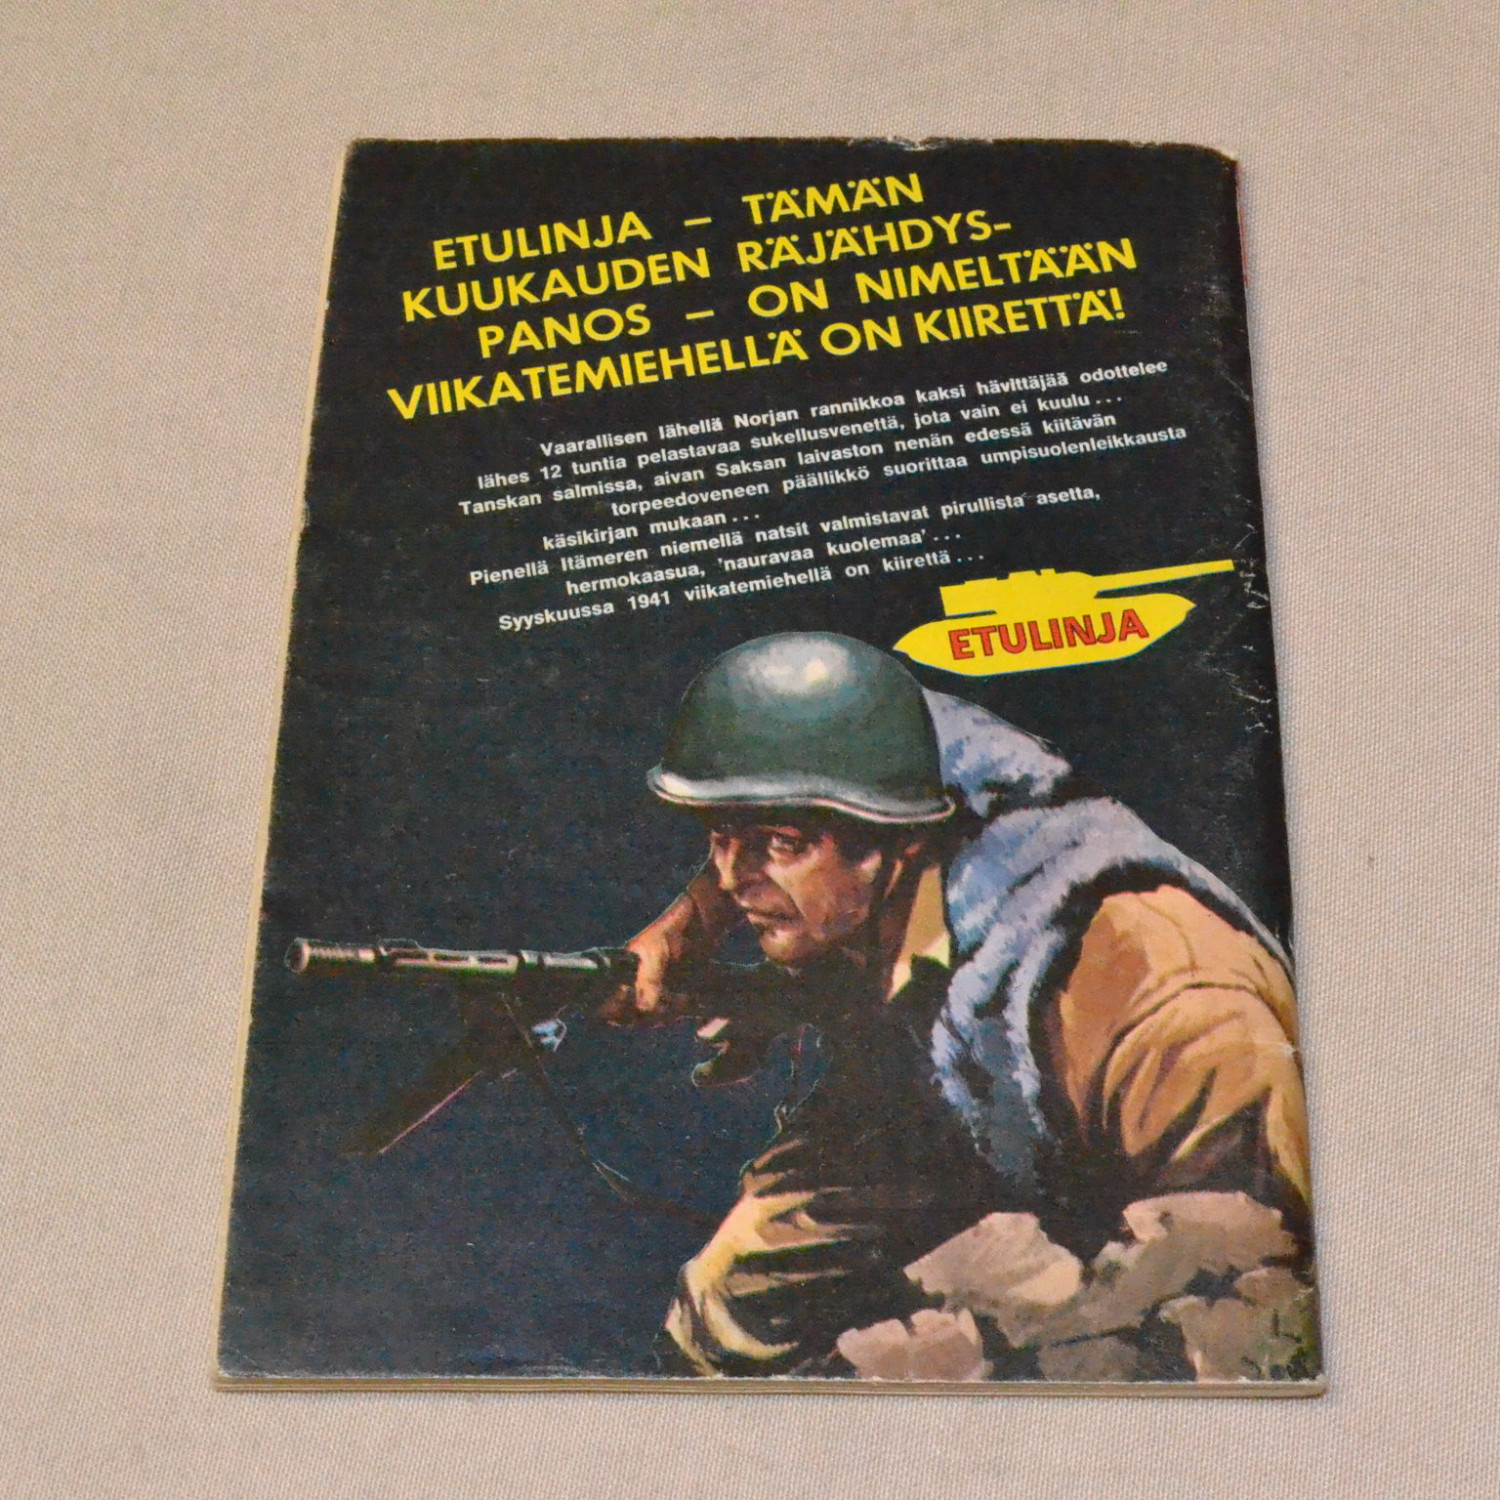 ETULINJA – TÄMÄN
KUUKAUDEN RÄJÄHDYS-
PANOS – ON NIMELTÄÄN
VIIKATEMIEHELLÄ ON KIIRETTÄ!
Vaarallisen lähellä Norjan rannikkoa kaksi hävittäjää odottelee
lähes 12 tuntia pelastavaa sukellusvenettä, jota vain ei kuulu...
Tanskan salmissa, aivan Saksan laivaston nenän edessä kiitävän
torpeedoveneen päällikkö suorittaa umpisuolenleikkausta
käsikirjan mukaan...
Pienellä Itämeren niemellä natsit valmistavat pirullista asetta,
hermokaasua, 'nauravaa kuolemaa'...
Syyskuussa 1941 viikatemiehellä on kiirettä...
ETULINJA